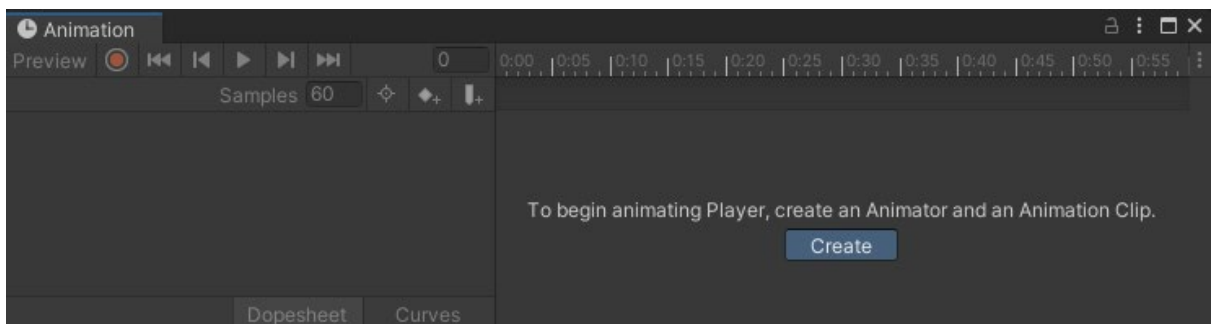 Animation
Preview 0 0:00 0:05 0:10 0:15 0:20 0:25 0:30 0:35 0:40 0:45 0:50 0:55
Samples 60
To begin animating Player, create an Animator and an Animation Clip.
Create
Dopesheet Curves